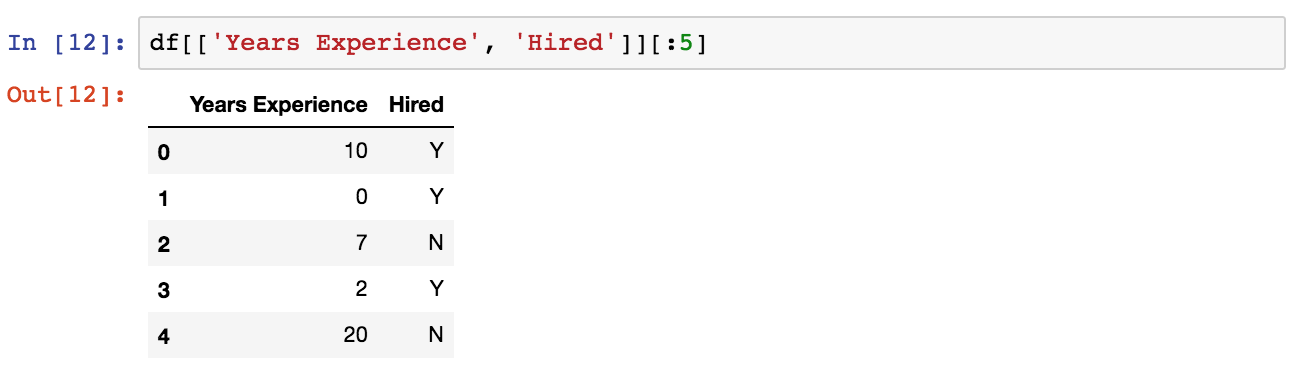 In [12]: df[['Years Experience', 'Hired']][:5]
Out[12]:
Years Experience Hired
0 10 Y
1 0 Y
2 7 N
3 2 Y
4 20 N